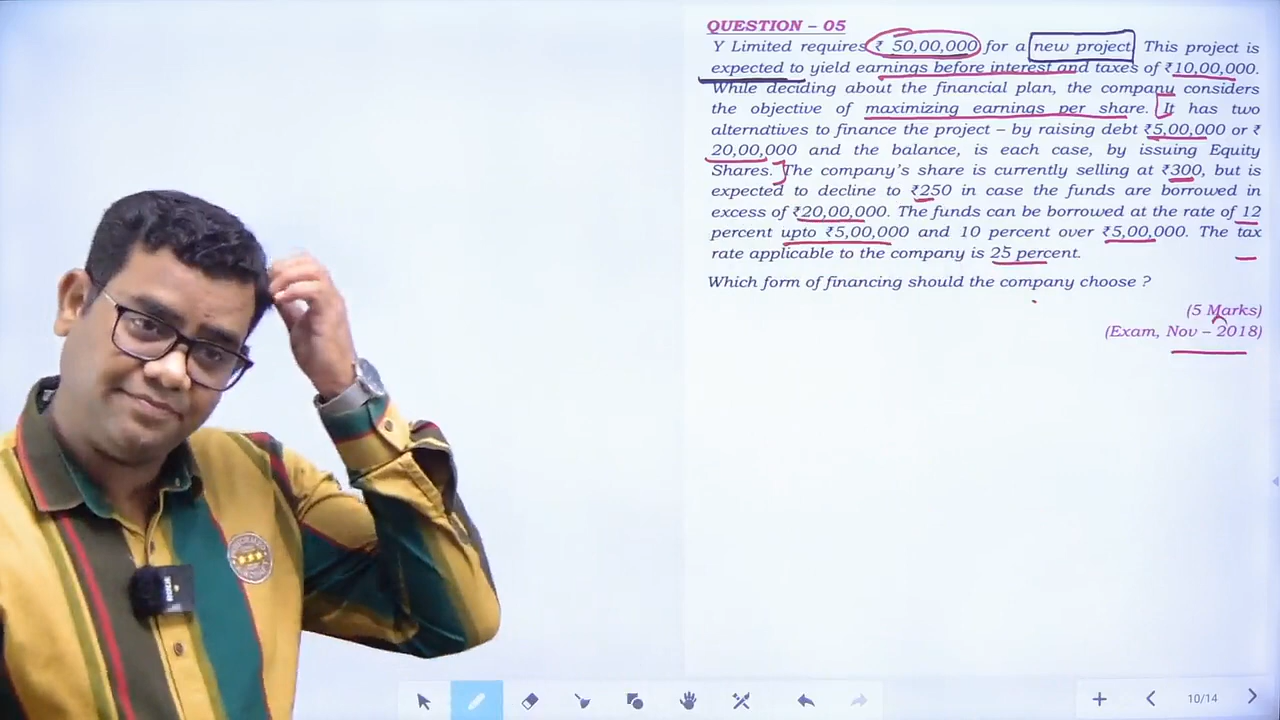 QUESTION – 05
Y Limited requires ₹ 50,00,000 for a new project. This project is
expected to yield earnings before interest and taxes of ₹10,00,000.
While deciding about the financial plan, the company considers
the objective of maximizing earnings per share. It has two
alternatives to finance the project – by raising debt ₹5,00,000 or ₹
20,00,000 and the balance, is each case, by issuing Equity
Shares. The company's share is currently selling at ₹300, but is
expected to decline to ₹250 in case the funds are borrowed in
excess of ₹20,00,000. The funds can be borrowed at the rate of 12
percent upto ₹5,00,000 and 10 percent over ₹5,00,000. The tax
rate applicable to the company is 25 percent.
Which form of financing should the company choose ?
(5 Marks)
(Exam, Nov – 2018)
10/14